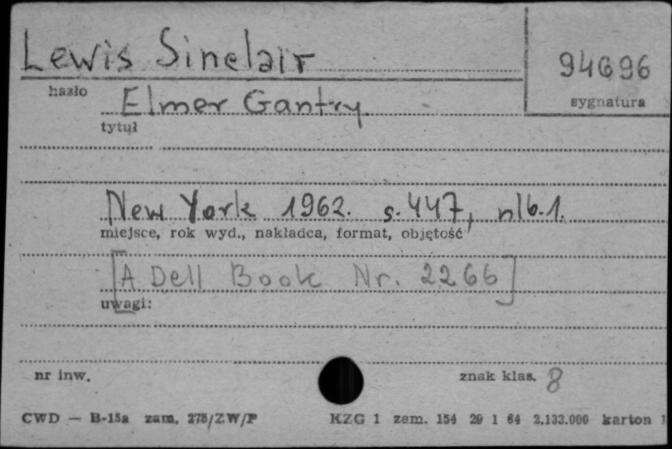 Lewis Sinclair
94696
hasło
sygnatura
Elmer Gantry
tytuł
New York 1962. s.447, nlb.1.
miejsce, rok wyd., nakładca, format, objętość
[A Dell Book Nr. 2266]
uwagi:
nr inw.
znak klas. 8
CWD — B-15a zam. 275/ZW/P
KZG 1 zam. 154 29 1 64 2.133.000 karton 1